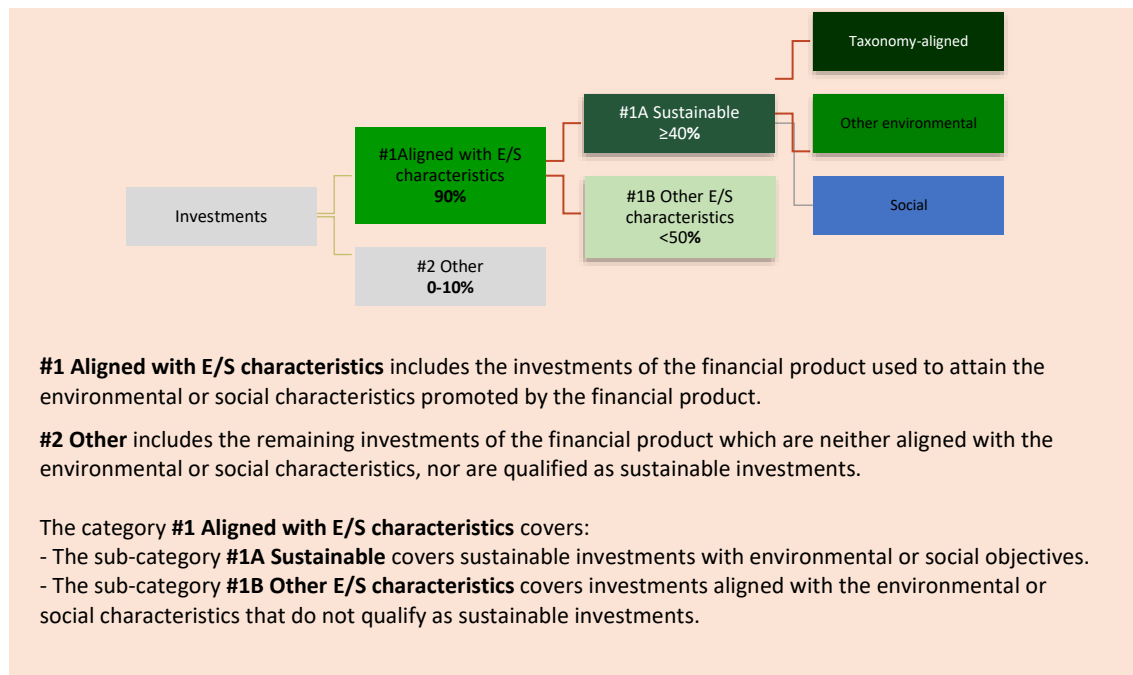 Taxonomy-aligned
#1A Sustainable
≥40%
Other environmental
#1Aligned with E/S
characteristics
90%
#1B Other E/S
characteristics
<50%
Social
Investments
#2 Other
0-10%
#1 Aligned with E/S characteristics includes the investments of the financial product used to attain the
environmental or social characteristics promoted by the financial product.
#2 Other includes the remaining investments of the financial product which are neither aligned with the
environmental or social characteristics, nor are qualified as sustainable investments.
The category #1 Aligned with E/S characteristics covers:
- The sub-category #1A Sustainable covers sustainable investments with environmental or social objectives.
- The sub-category #1B Other E/S characteristics covers investments aligned with the environmental or
social characteristics that do not qualify as sustainable investments.